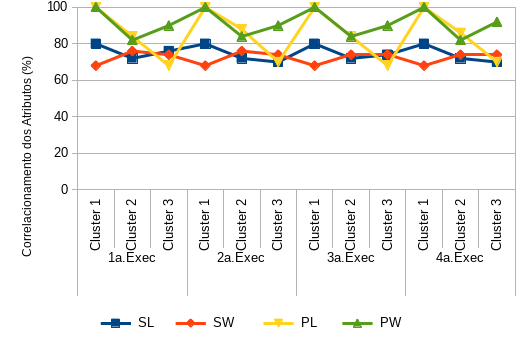 Correlacionamento dos Atributos (%)
100
80
60
40
20
0
Cluster 1
Cluster 2
Cluster 3
Cluster 1
Cluster 2
Cluster 3
Cluster 1
Cluster 2
Cluster 3
Cluster 1
Cluster 2
Cluster 3
1a.Exec 2a.Exec 3a.Exec 4a.Exec
SL SW PL PW